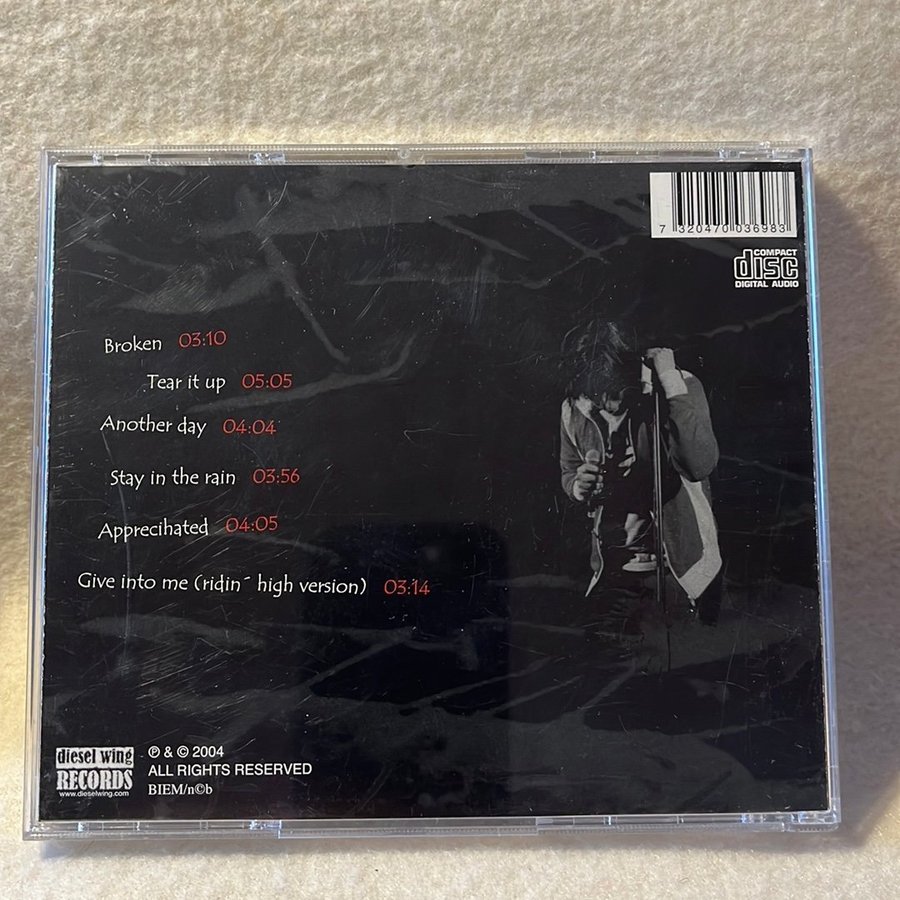 7 320470 036983
COMPACT
disc
DIGITAL AUDIO
Broken 03:10
Tear it up 05:05
Another day 04:04
Stay in the rain 03:56
Apprecihated 04:05
Give into me (ridin´ high version) 03:14
diesel wing
RECORDS
www.dieselwing.com
℗ & © 2004
ALL RIGHTS RESERVED
BIEM/n©b